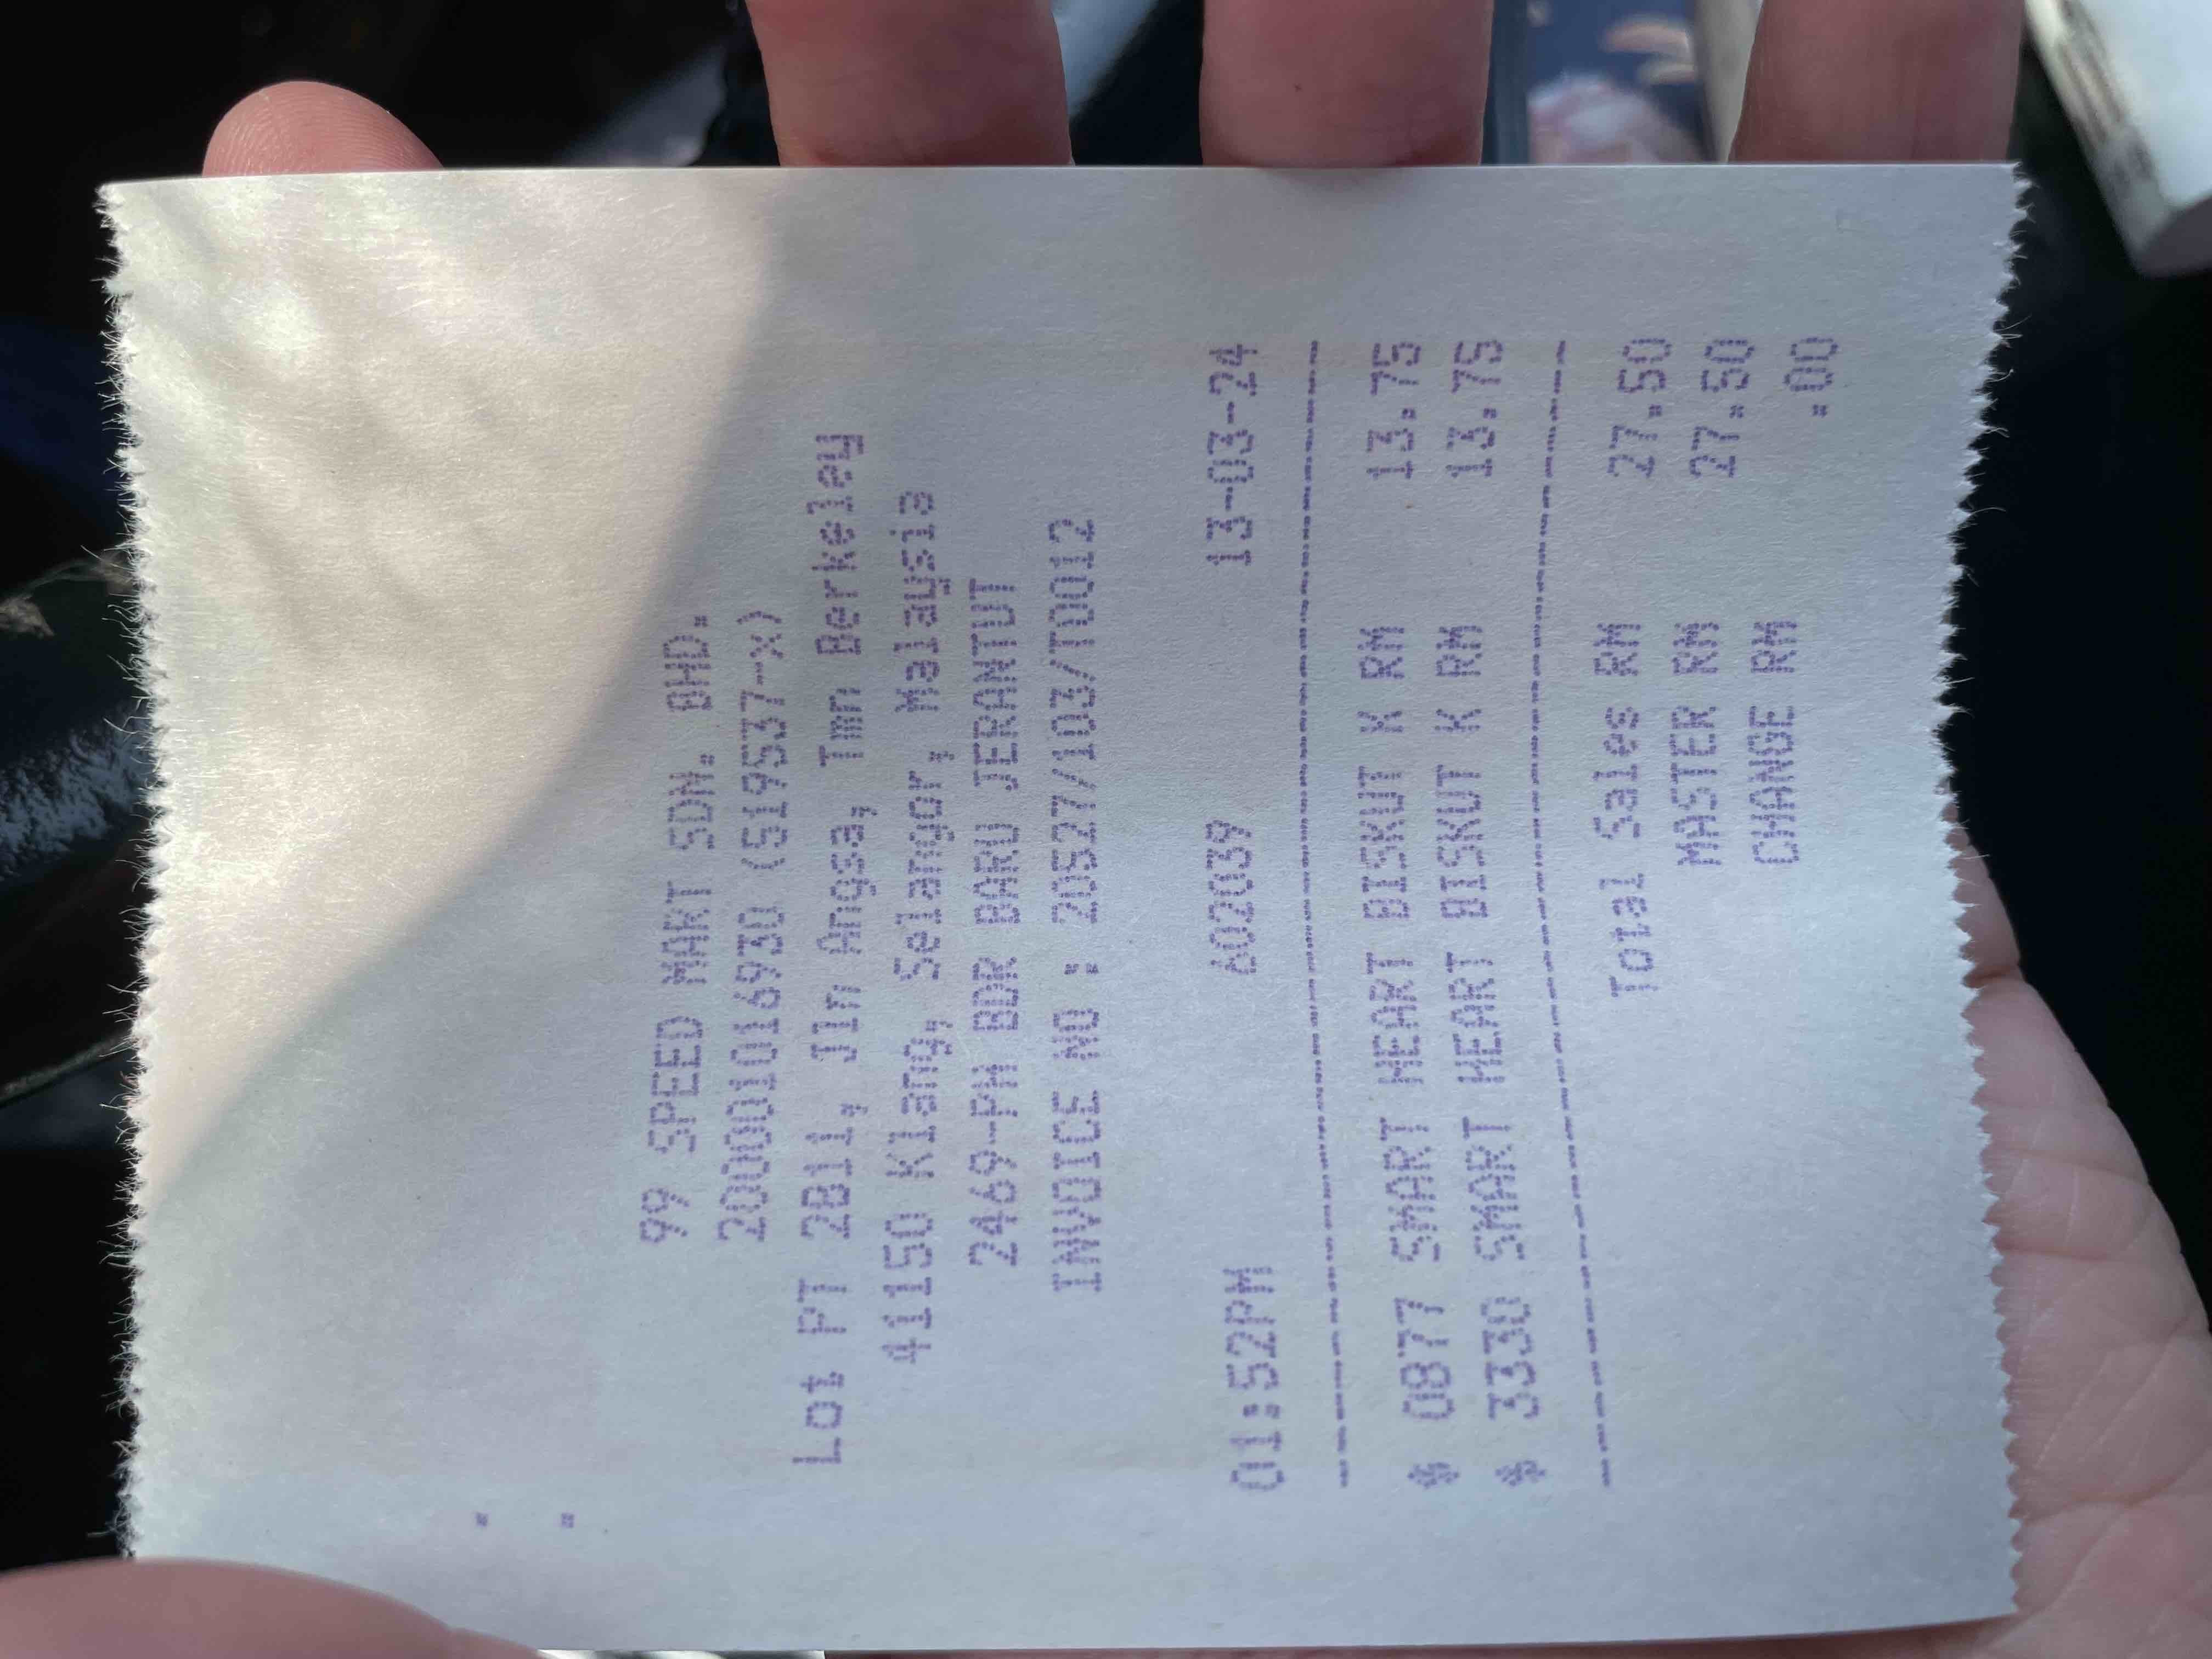 99 SPEED MART SDN. BHD.
200001016930 (519537-X)
Lot PT 2811, Jln Angsa, Tmn Berkeley
41150 Klang, Selangor, Malaysia
2469-PH BDR BARU JERANTUT
INVOICE NO : 20527/103/T0012
01:52PM A02039 13-03-24
* 0877 SMART HEART BISKUT K RM 13.75
* 3330 SMART HEART BISKUT K RM 13.75
Total Sales RM 27.50
MASTER RM 27.50
CHANGE RM .00